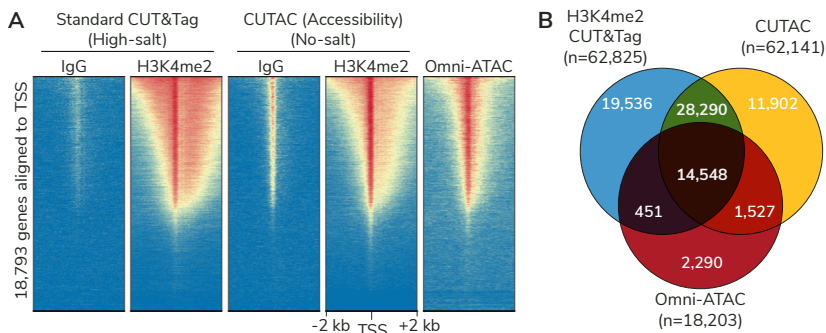 A
Standard CUT&Tag
(High-salt)
CUTAC (Accessibility)
(No-salt)
IgG
H3K4me2
IgG
H3K4me2
Omni-ATAC
18,793 genes aligned to TSS
-2 kb
TSS
+2 kb
B
H3K4me2
CUT&Tag
(n=62,825)
CUTAC
(n=62,141)
19,536
28,290
11,902
14,548
451
1,527
2,290
Omni-ATAC
(n=18,203)